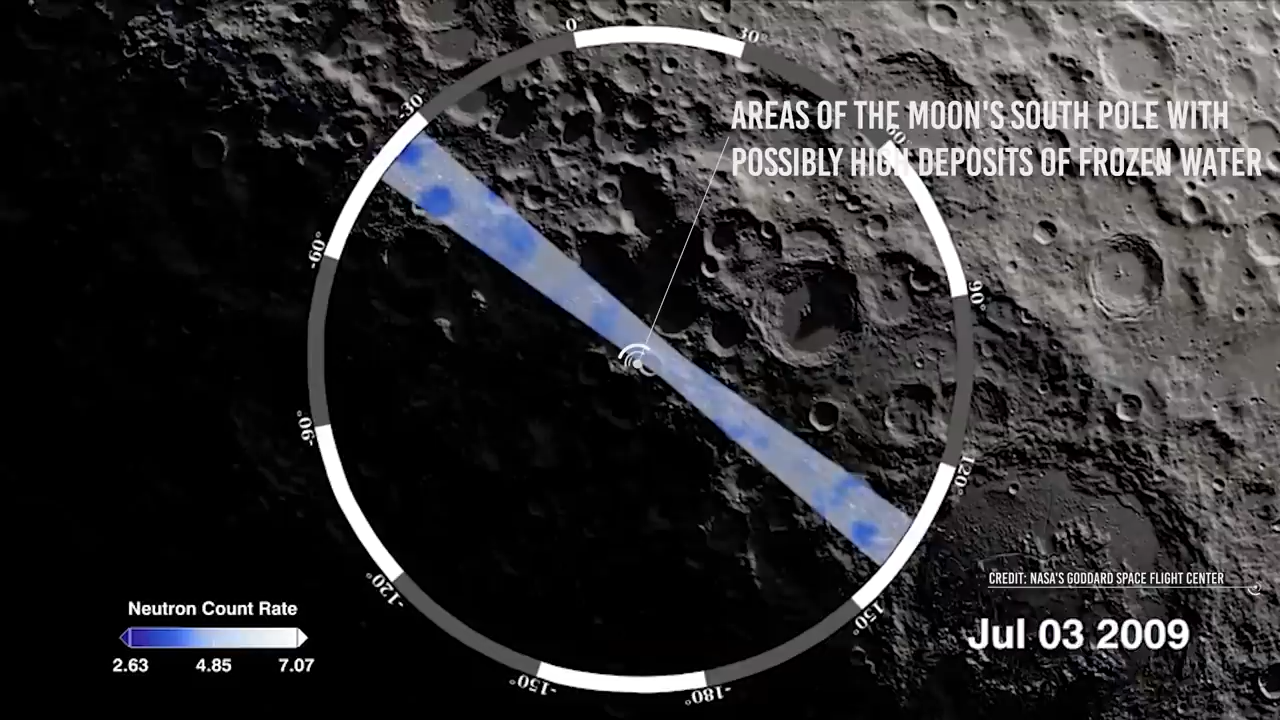 0°
30°
-30
60
AREAS OF THE MOON'S SOUTH POLE WITH
POSSIBLY HIGH DEPOSITS OF FROZEN WATER
-60°
90°
-90°
120°
-120°
150°
-150°
-180°
CREDIT: NASA'S GODDARD SPACE FLIGHT CENTER
Jul 03 2009
Neutron Count Rate
2.63 4.85 7.07